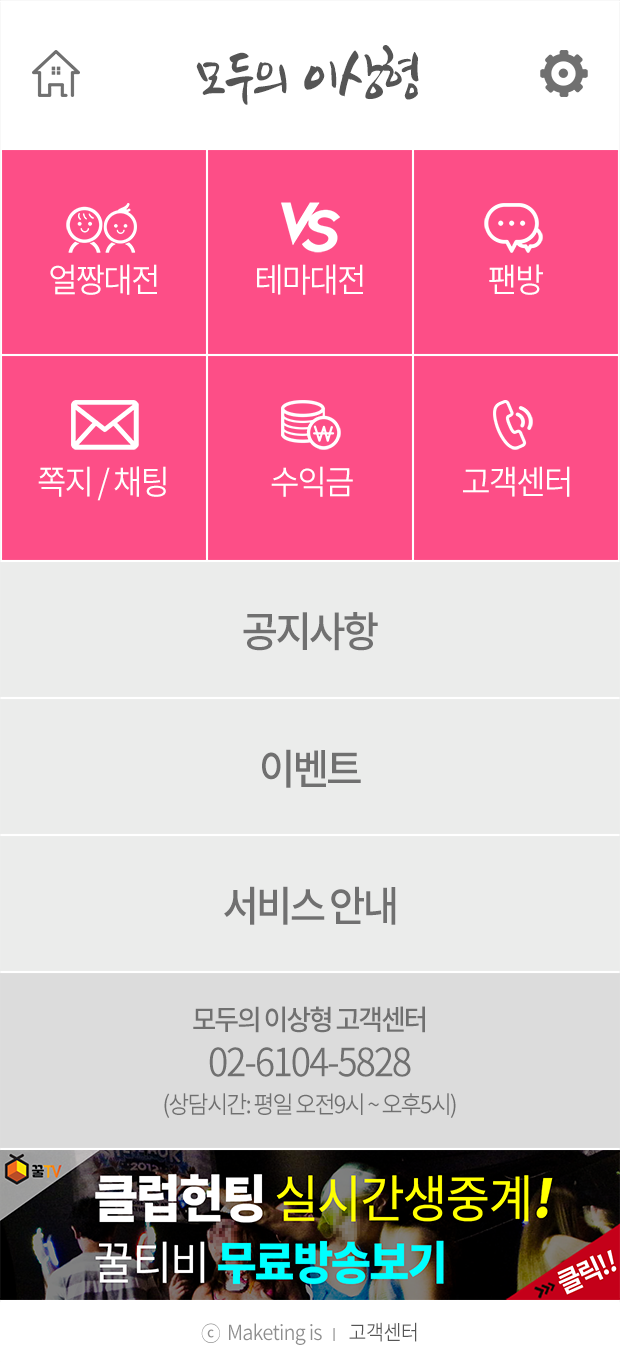 모두의 이상형
얼짱대전
VS
테마대전
팬방
쪽지 / 채팅
₩
수익금
고객센터
공지사항
이벤트
서비스 안내
모두의 이상형 고객센터
02-6104-5828
(상담시간: 평일 오전9시 ~ 오후5시)
꿀TV
클럽헌팅 실시간생중계!
꿀티비 무료방송보기
>>> 클릭!!
ⓒ Maketing is | 고객센터